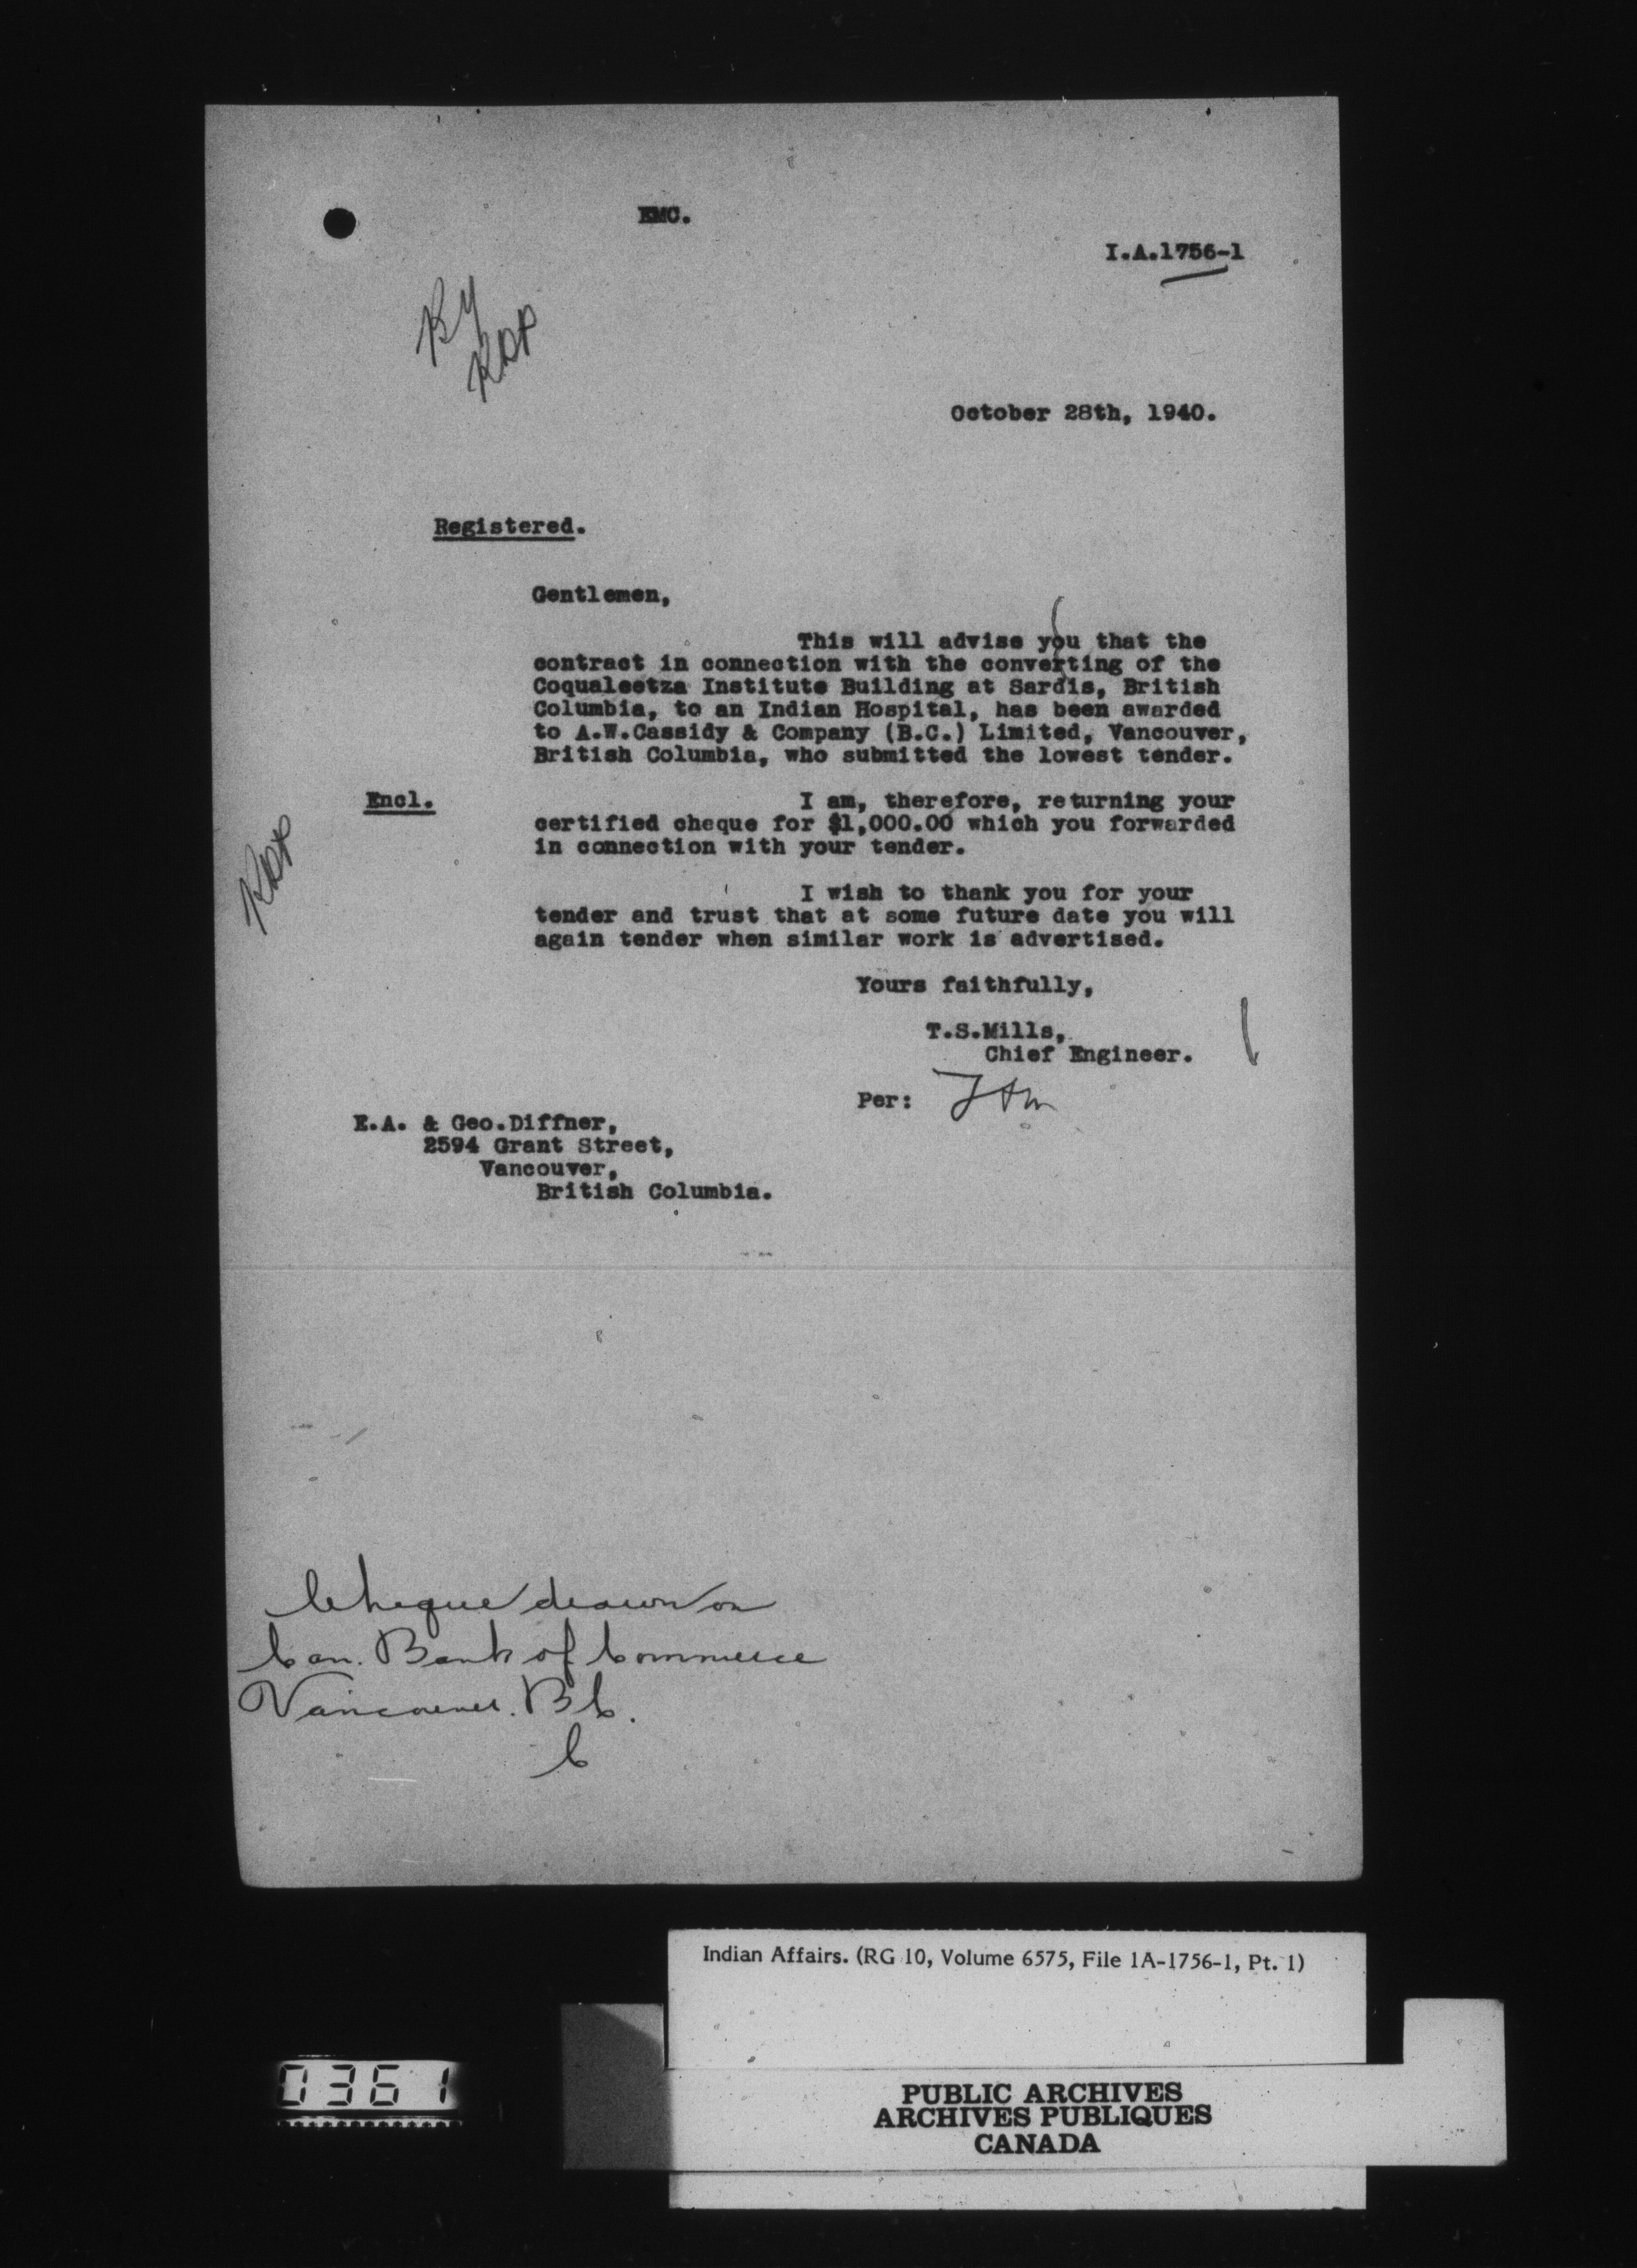 EMC.
I.A.1756-1
October 28th, 1940.
Registered.
Gentlemen,
This will advise you that the
contract in connection with the converting of the
Coqualeetza Institute Building at Sardis, British
Columbia, to an Indian Hospital, has been awarded
to A.W.Cassidy & Company (B.C.) Limited, Vancouver,
British Columbia, who submitted the lowest tender.
Encl.
I am, therefore, returning your
certified cheque for $1,000.00 which you forwarded
in connection with your tender.
I wish to thank you for your
tender and trust that at some future date you will
again tender when similar work is advertised.
Yours faithfully,
T.S.Mills,
Chief Engineer.
Per:
E.A. & Geo.Diffner,
2594 Grant Street,
Vancouver,
British Columbia.
Cheque drawn on
Can. Bank of Commerce
Vancouver. BC.
C
Indian Affairs. (RG 10, Volume 6575, File 1A-1756-1, Pt. 1)
0361
PUBLIC ARCHIVES
ARCHIVES PUBLIQUES
CANADA